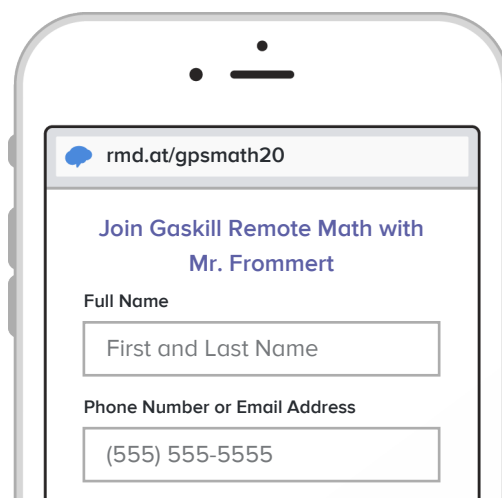 rmd.at/gpsmath20
Join Gaskill Remote Math with
Mr. Frommert
Full Name
First and Last Name
Phone Number or Email Address
(555) 555-5555